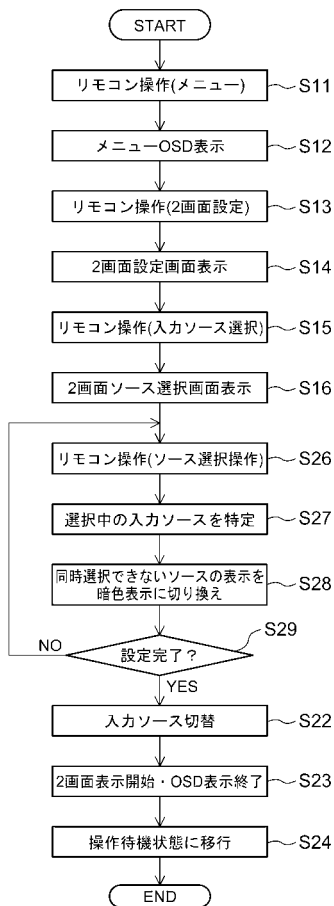 START
リモコン操作(メニュー)
S11
メニューOSD表示
S12
リモコン操作(2画面設定)
S13
2画面設定画面表示
S14
リモコン操作(入力ソース選択)
S15
2画面ソース選択画面表示
S16
リモコン操作(ソース選択操作)
S26
選択中の入力ソースを特定
S27
同時選択できないソースの表示を
暗色表示に切り換え
S28
設定完了？
S29
NO
YES
入力ソース切替
S22
2画面表示開始・OSD表示終了
S23
操作待機状態に移行
S24
END